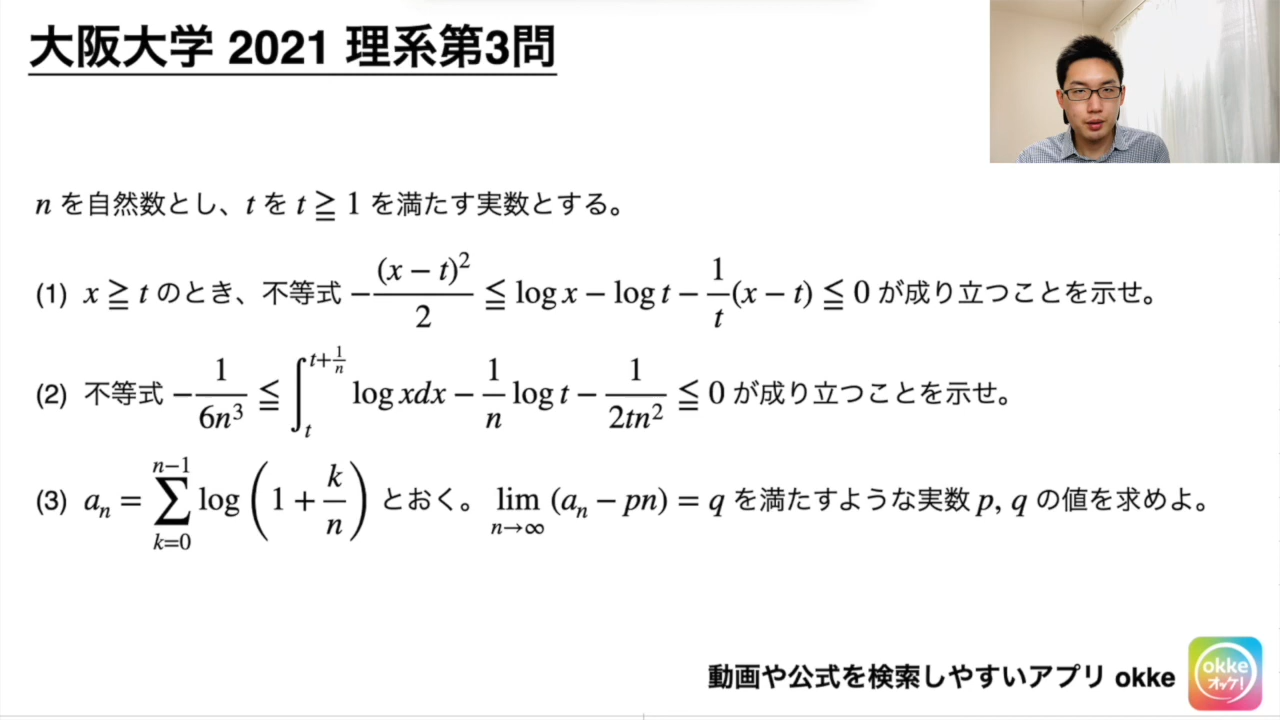 大阪大学 2021 理系第3問
n を自然数とし、t を t ≧ 1 を満たす実数とする。
(1) x ≧ t のとき、不等式 −(x − t)²/2 ≦ log x − log t − 1/t(x − t) ≦ 0 が成り立つことを示せ。
(2) 不等式 −1/6n³ ≦ ∫_t^{t+1/n} log xdx − 1/n log t − 1/2tn² ≦ 0 が成り立つことを示せ。
(3) aₙ = ∑_{k=0}^{n−1} log(1 + k/n) とおく。 lim_{n→∞} (aₙ − pn) = q を満たすような実数 p, q の値を求めよ。
動画や公式を検索しやすいアプリ okke
okke
オッケ!